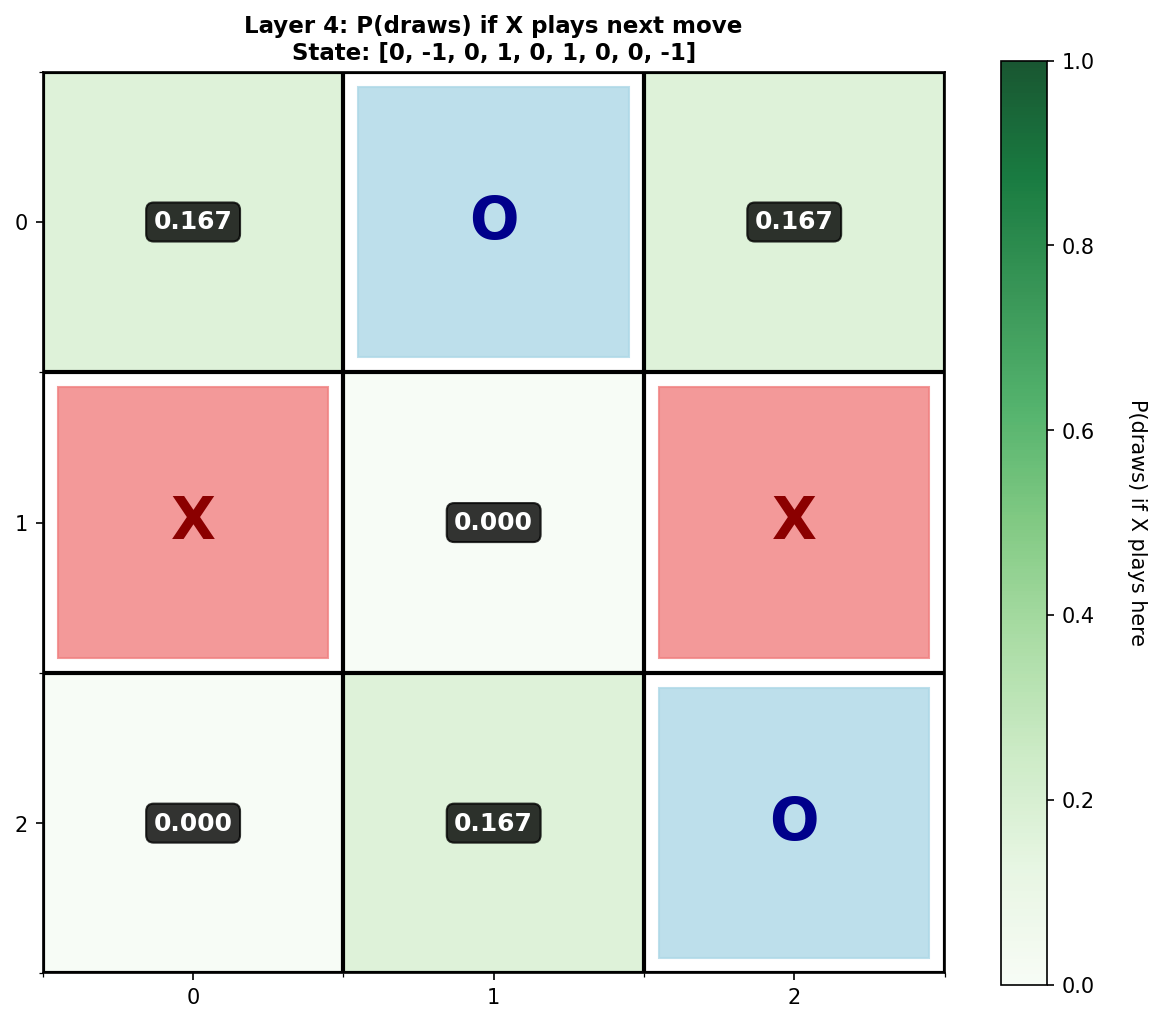 Layer 4: P(draws) if X plays next move
State: [0, -1, 0, 1, 0, 1, 0, 0, -1]
0.167
O
0.167
X
0.000
X
0.000
0.167
O
0
1
2
0
1
2
1.0
0.8
0.6
0.4
0.2
0.0
P(draws) if X plays here